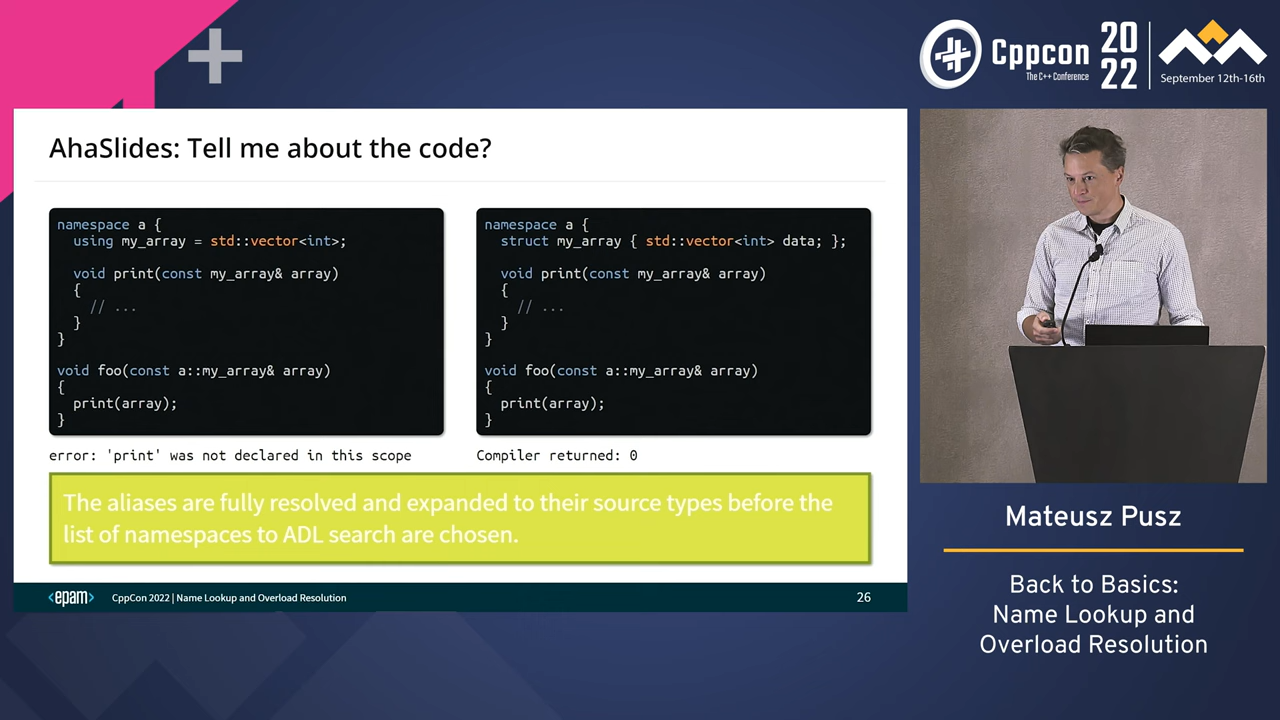 Cppcon
The C++ Conference
20
22
September 12th-16th
AhaSlides: Tell me about the code?
namespace a {
using my_array = std::vector<int>;
void print(const my_array& array)
{
// ...
}
}
void foo(const a::my_array& array)
{
print(array);
}
error: 'print' was not declared in this scope
namespace a {
struct my_array { std::vector<int> data; };
void print(const my_array& array)
{
// ...
}
}
void foo(const a::my_array& array)
{
print(array);
}
Compiler returned: 0
The aliases are fully resolved and expanded to their source types before the
list of namespaces to ADL search are chosen.
<epam> CppCon 2022 | Name Lookup and Overload Resolution 26
Mateusz Pusz
Back to Basics:
Name Lookup and
Overload Resolution